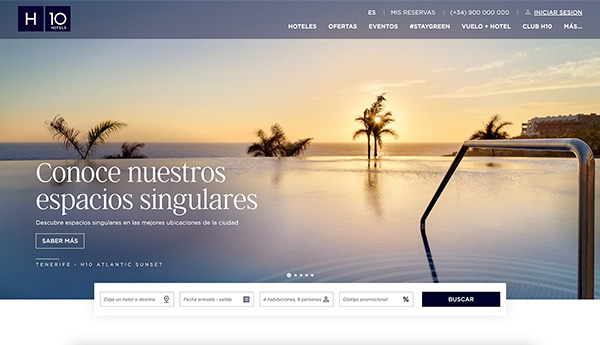 H 10
HOTELS
ES | MIS RESERVAS | (+34) 900 000 000 | INICIAR SESION
HOTELES OFERTAS EVENTOS #STAYGREEN VUELO + HOTEL CLUB H10 MÁS...
Conoce nuestros
espacios singulares
Descubre espacios singulares en las mejores ubicaciones de la ciudad
SABER MÁS
TENERIFE - H10 ATLANTIC SUNSET
Elige un hotel o destino Fecha entrada - salida 4 habitaciones, 8 personas Código promocional % BUSCAR